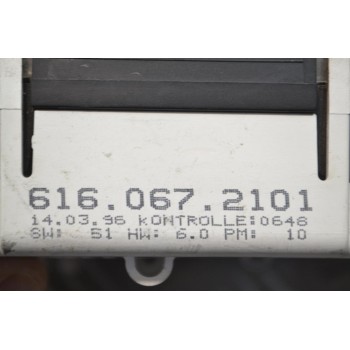 616.067.2101
14.03.96 kONTROLLE:0648
SW: 51 HW: 6.0 PM: 10